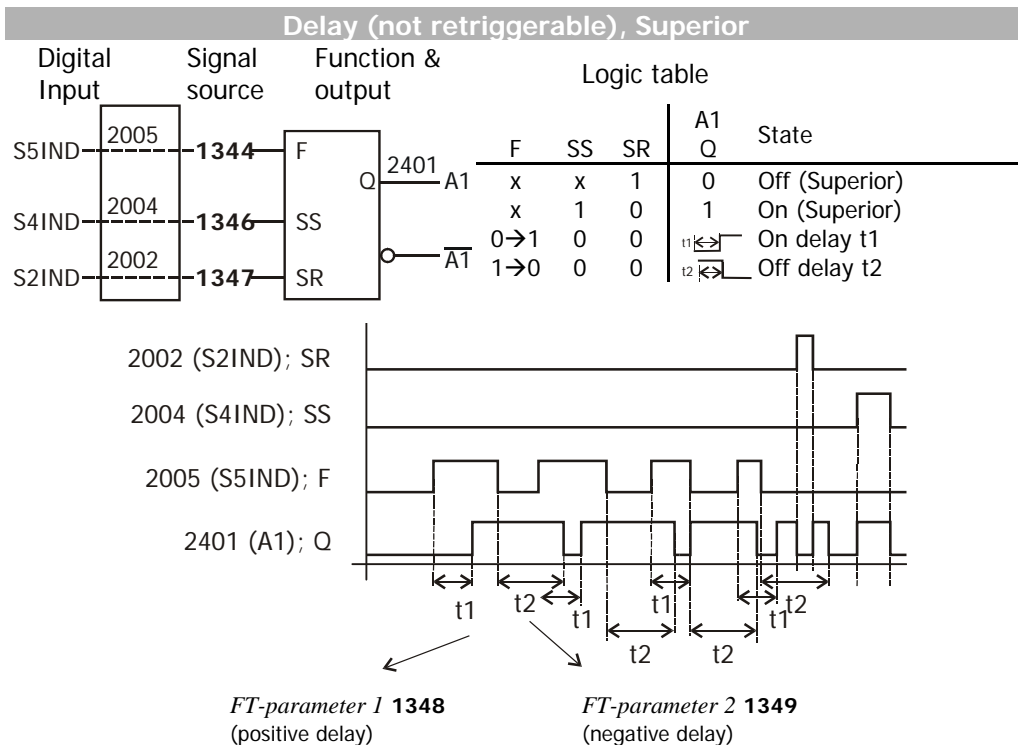 Delay (not retriggerable), Superior
Digital Input
Signal source
Function & output
Logic table
S5IND 2005 1344 F
Q 2401 A1
S4IND 2004 1346 SS
A1
S2IND 2002 1347 SR
F SS SR A1 Q State
x x 1 0 Off (Superior)
x 1 0 1 On (Superior)
0→1 0 0 t1 On delay t1
1→0 0 0 t2 Off delay t2
2002 (S2IND); SR
2004 (S4IND); SS
2005 (S5IND); F
2401 (A1); Q
t1 t2 t1 t1 t1 t2
t2 t2
FT-parameter 1 1348
(positive delay)
FT-parameter 2 1349
(negative delay)